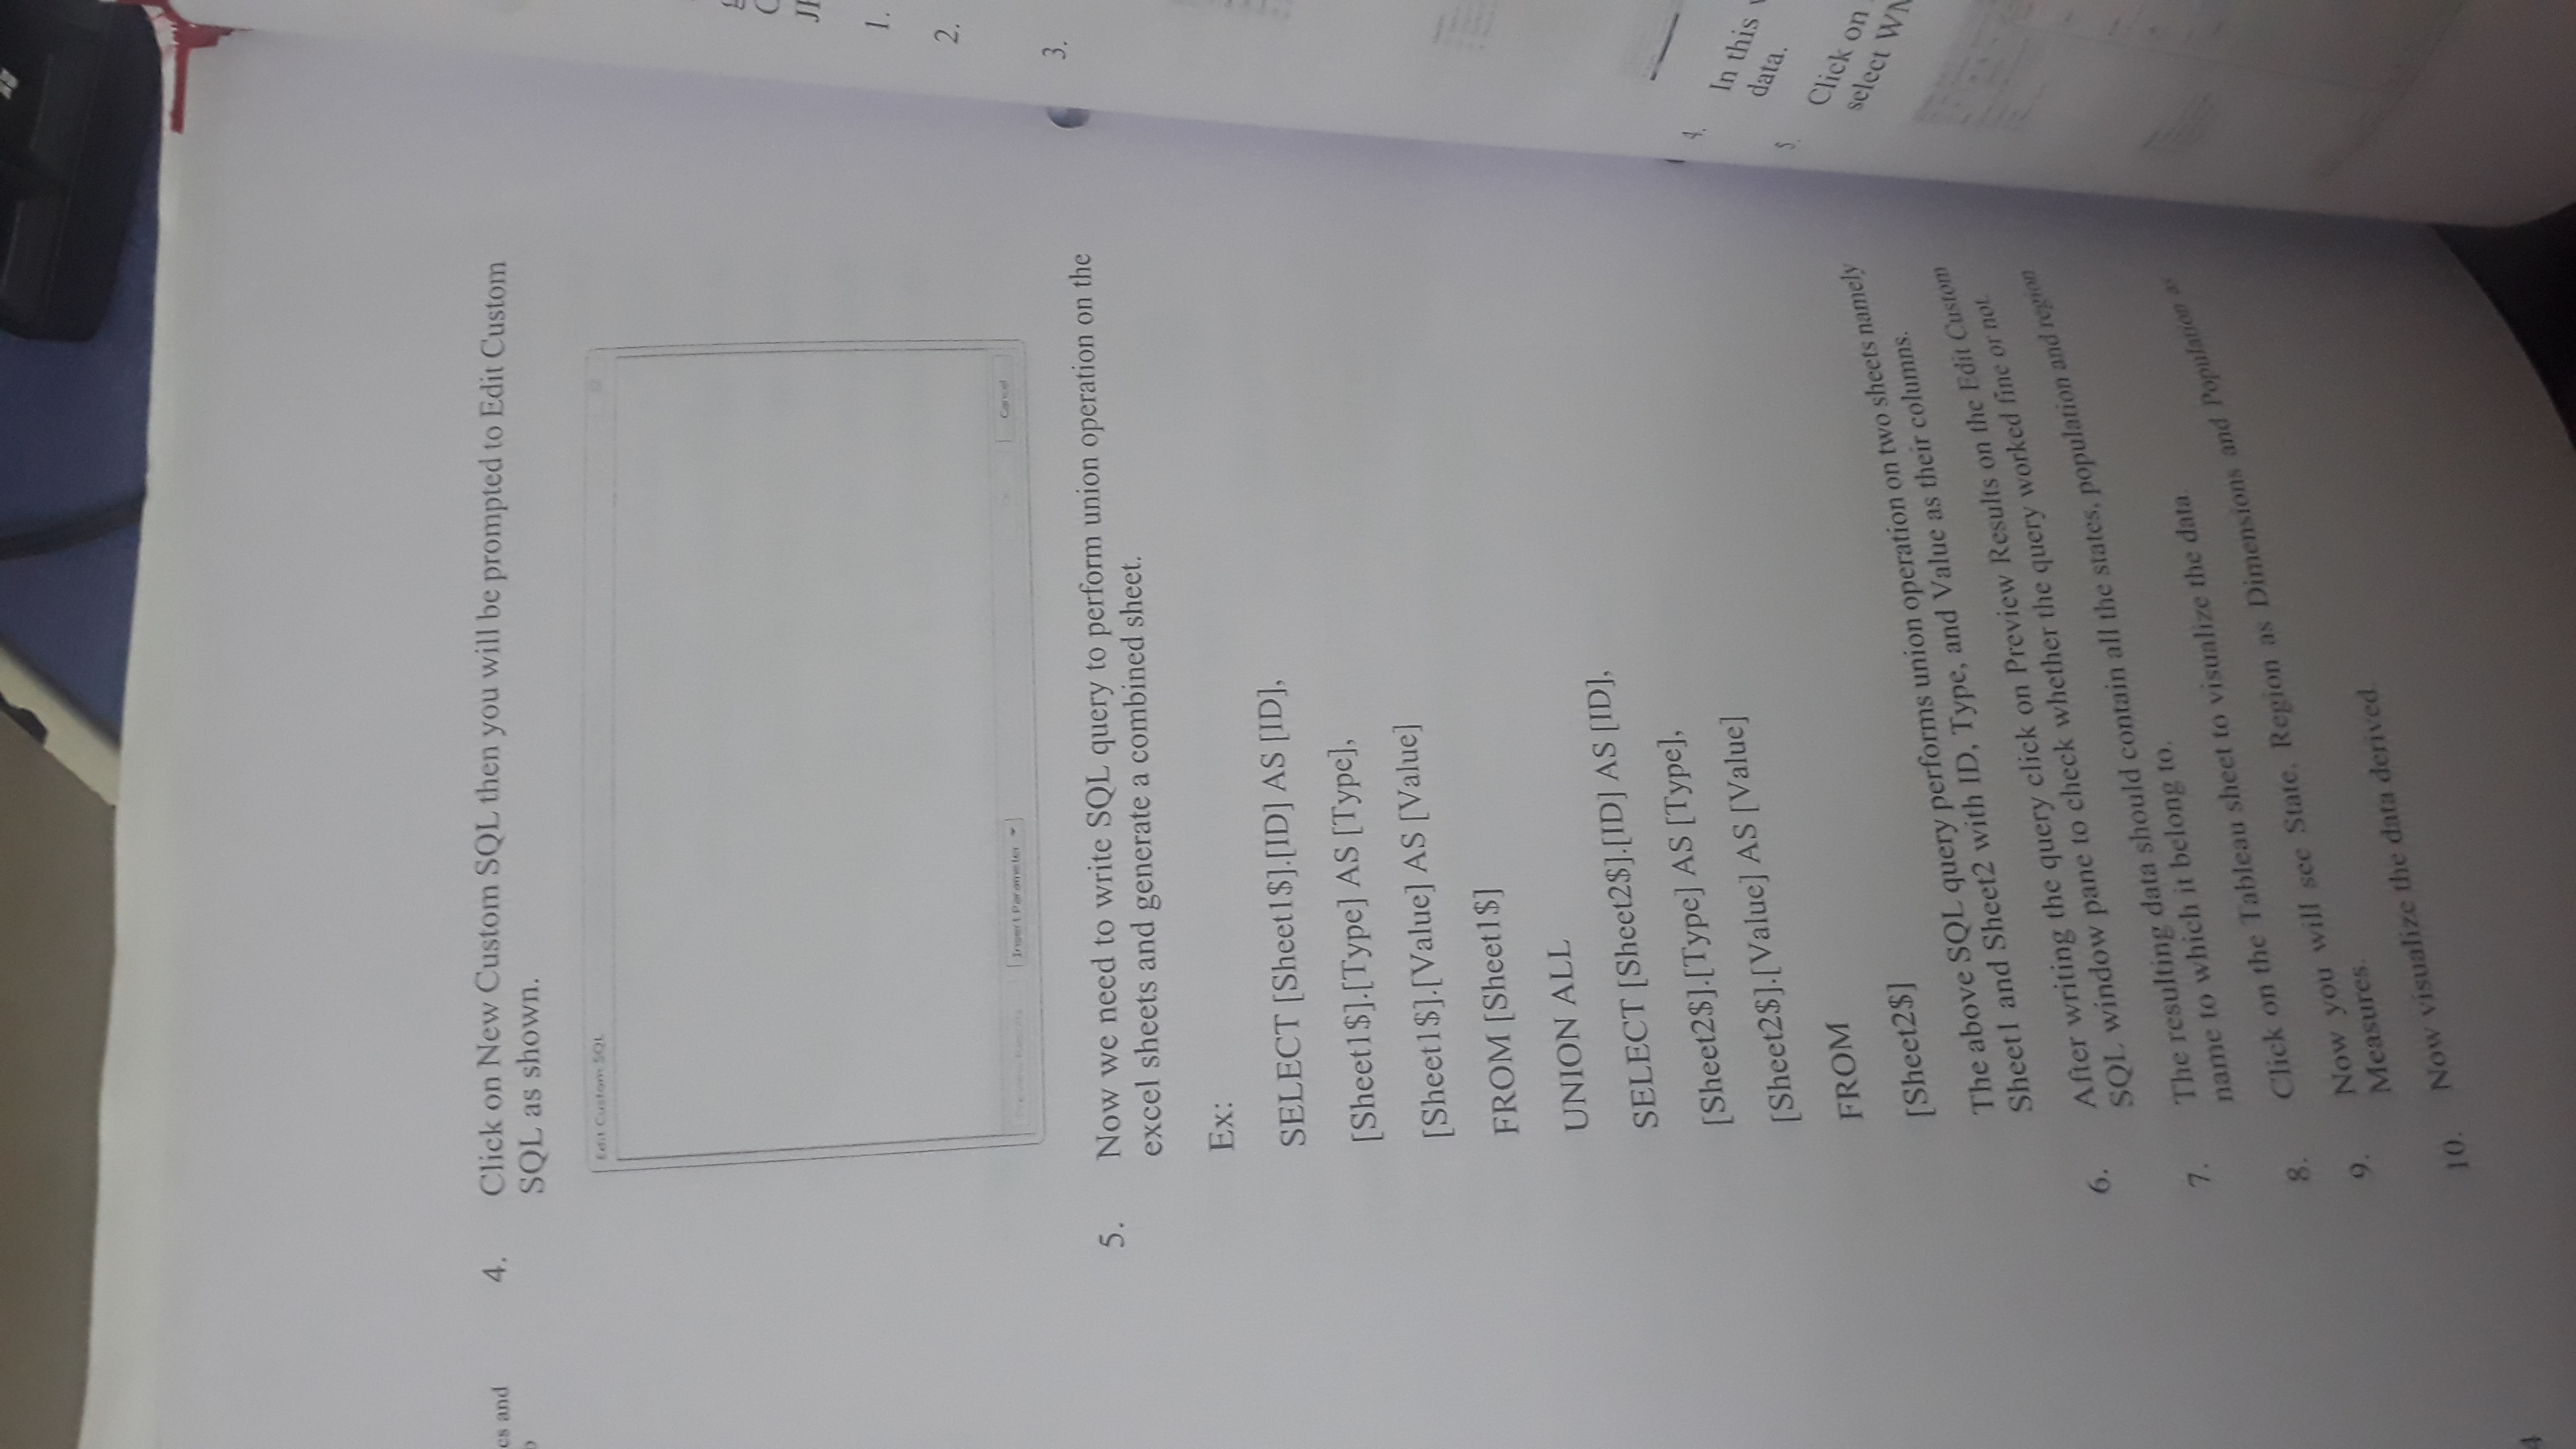 es and
4. Click on New Custom SQL then you will be prompted to Edit Custom
SQL as shown.
Edit Custom SQL
Preview Results Insert Parameter Cancel
5. Now we need to write SQL query to perform union operation on the
excel sheets and generate a combined sheet.
Ex:
SELECT [Sheet1$].[ID] AS [ID],
[Sheet1$].[Type] AS [Type],
[Sheet1$].[Value] AS [Value]
FROM [Sheet1$]
UNION ALL
SELECT [Sheet2$].[ID] AS [ID],
[Sheet2$].[Type] AS [Type],
[Sheet2$].[Value] AS [Value]
FROM
[Sheet2$]
The above SQL query performs union operation on two sheets namely
Sheet1 and Sheet2 with ID, Type, and Value as their columns.
6. After writing the query click on Preview Results on the Edit Custom
SQL window pane to check whether the query worked fine or not.
7. The resulting data should contain all the states, population and region
name to which it belong to.
8. Click on the Tableau sheet to visualize the data.
9. Now you will see State, Region as Dimensions and Population as
Measures.
10. Now visualize the data derived.
4
1.
2.
3.
4. In this
data.
5. Click on
select